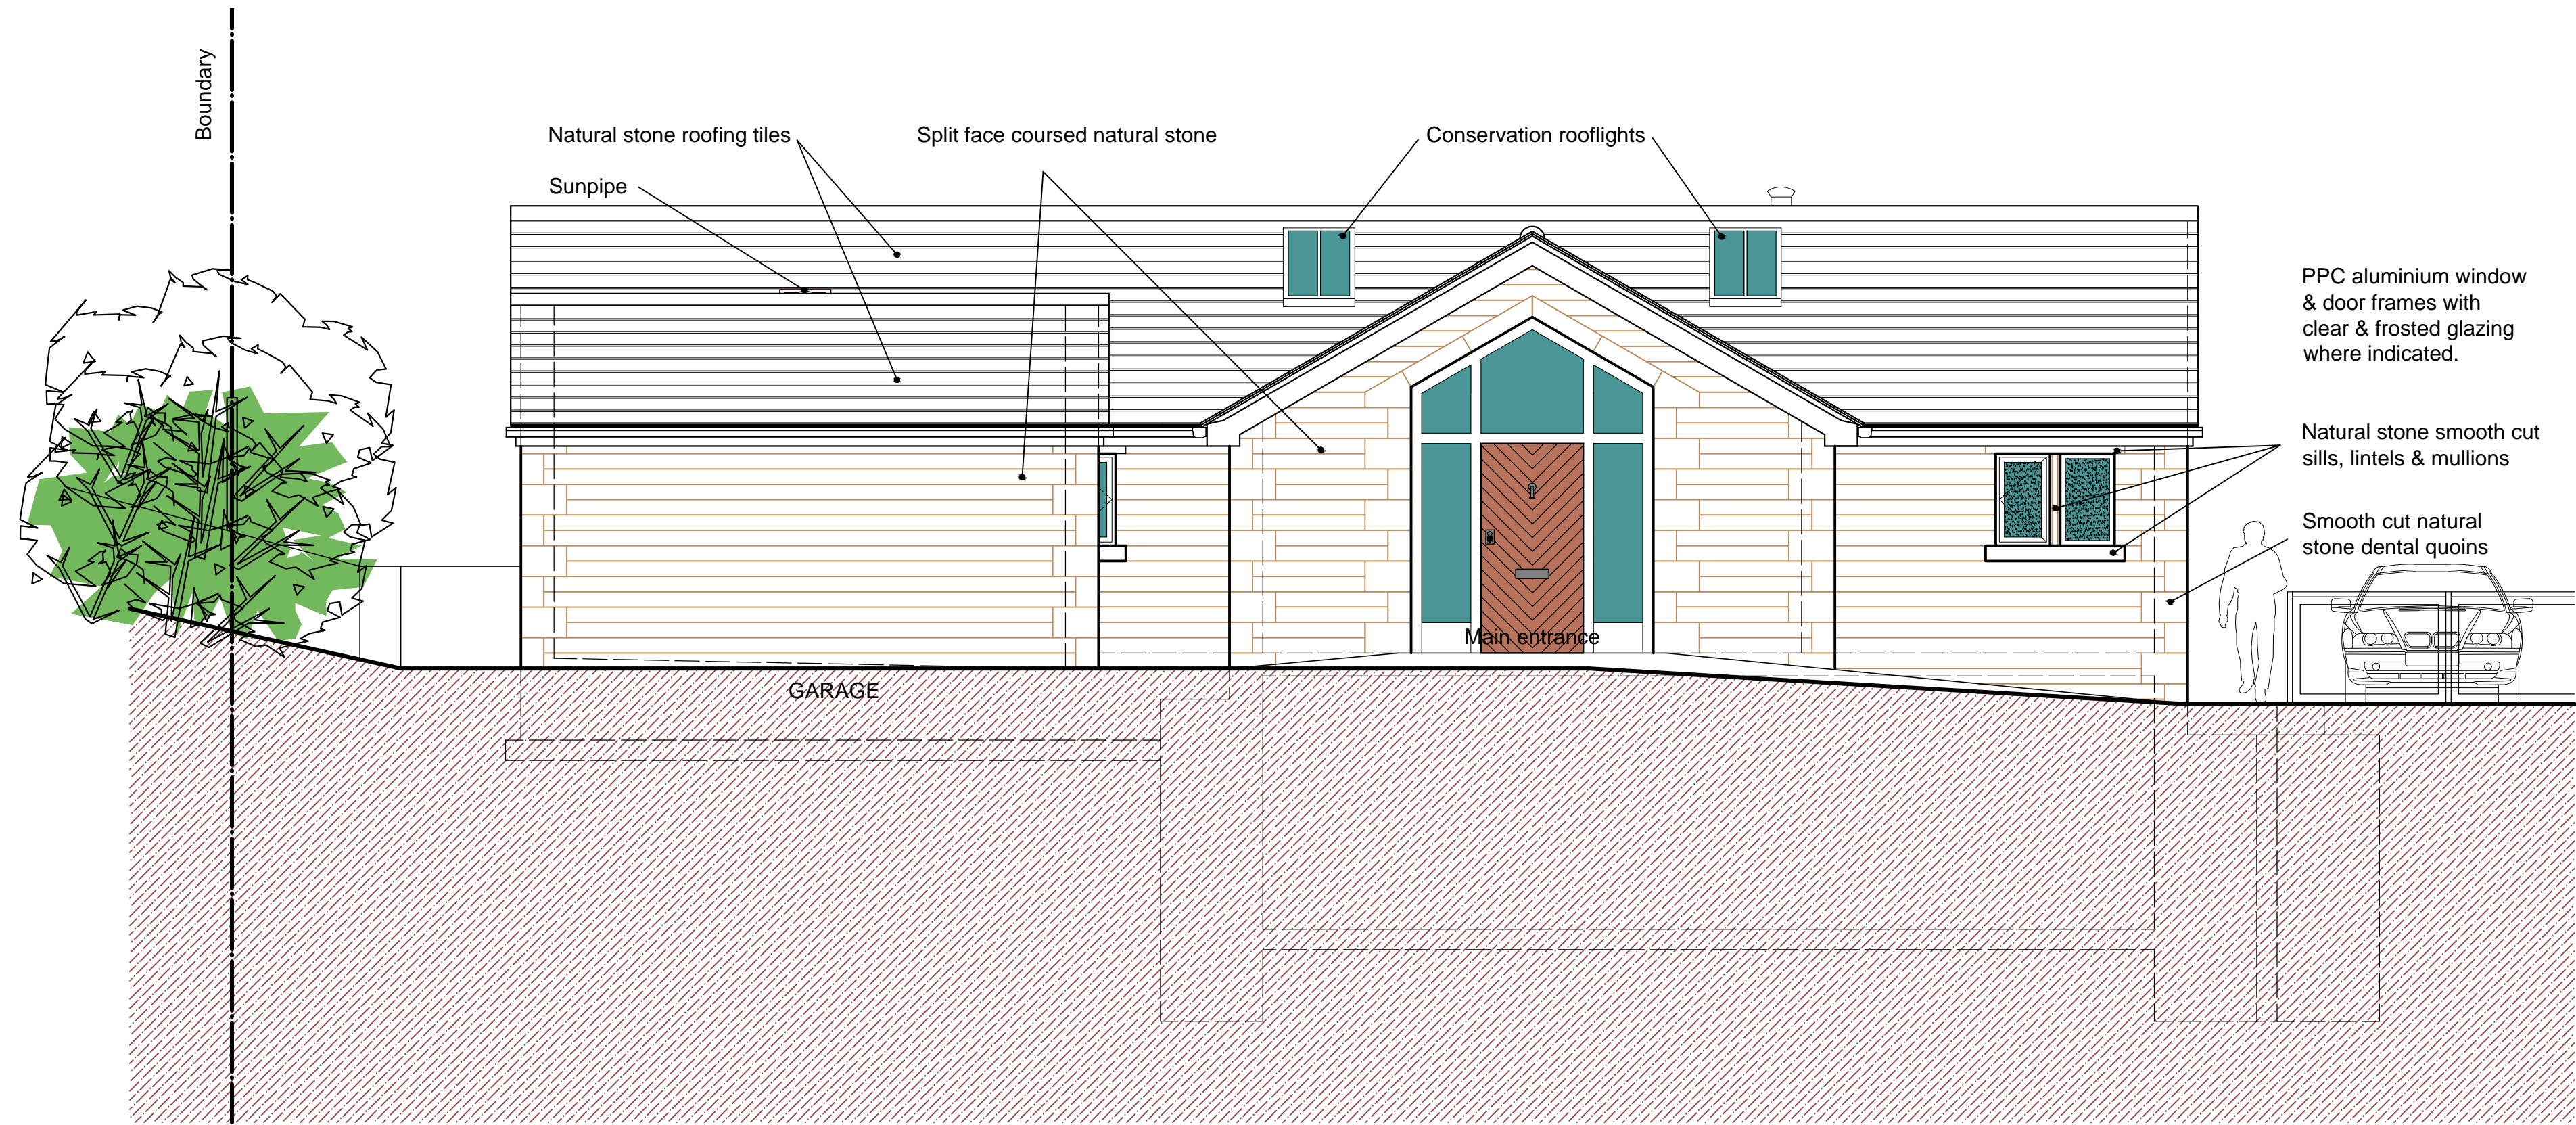 Boundary
Natural stone roofing tiles
Split face coursed natural stone
Conservation rooflights
Sunpipe
PPC aluminium window
& door frames with
clear & frosted glazing
where indicated.
Natural stone smooth cut
sills, lintels & mullions
Smooth cut natural
stone dental quoins
Main entrance
GARAGE